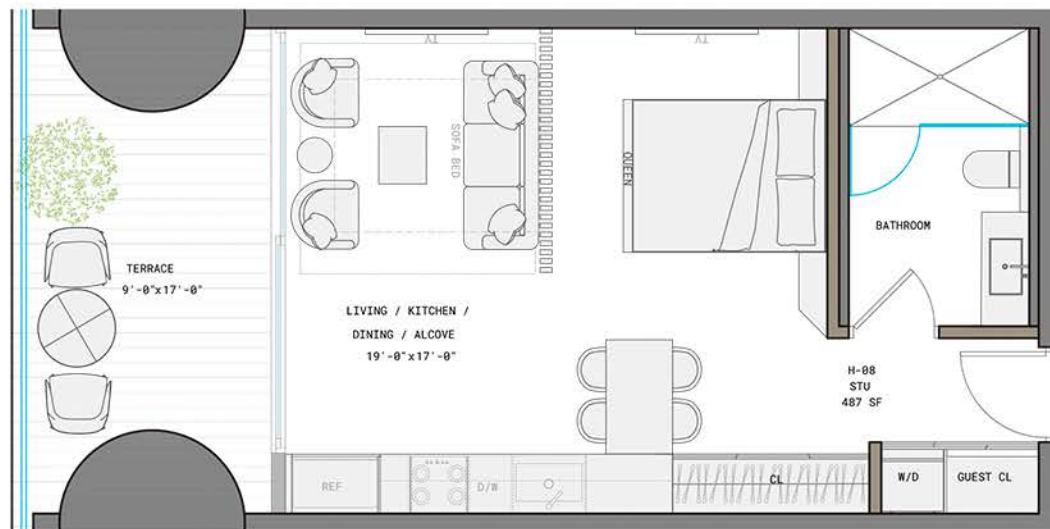 TV
TV
SOFA BED
QUEEN
BATHROOM
TERRACE
9'-0"x17'-0"
LIVING / KITCHEN /
DINING / ALCOVE
19'-0"x17'-0"
H-08
STU
487 SF
REF
D/W
CL
W/D
GUEST CL